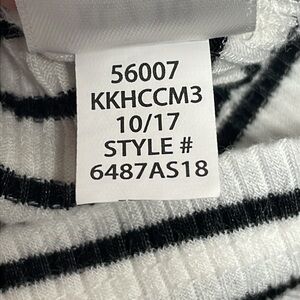 56007
KKHCCM3
10/17
STYLE #
6487AS18